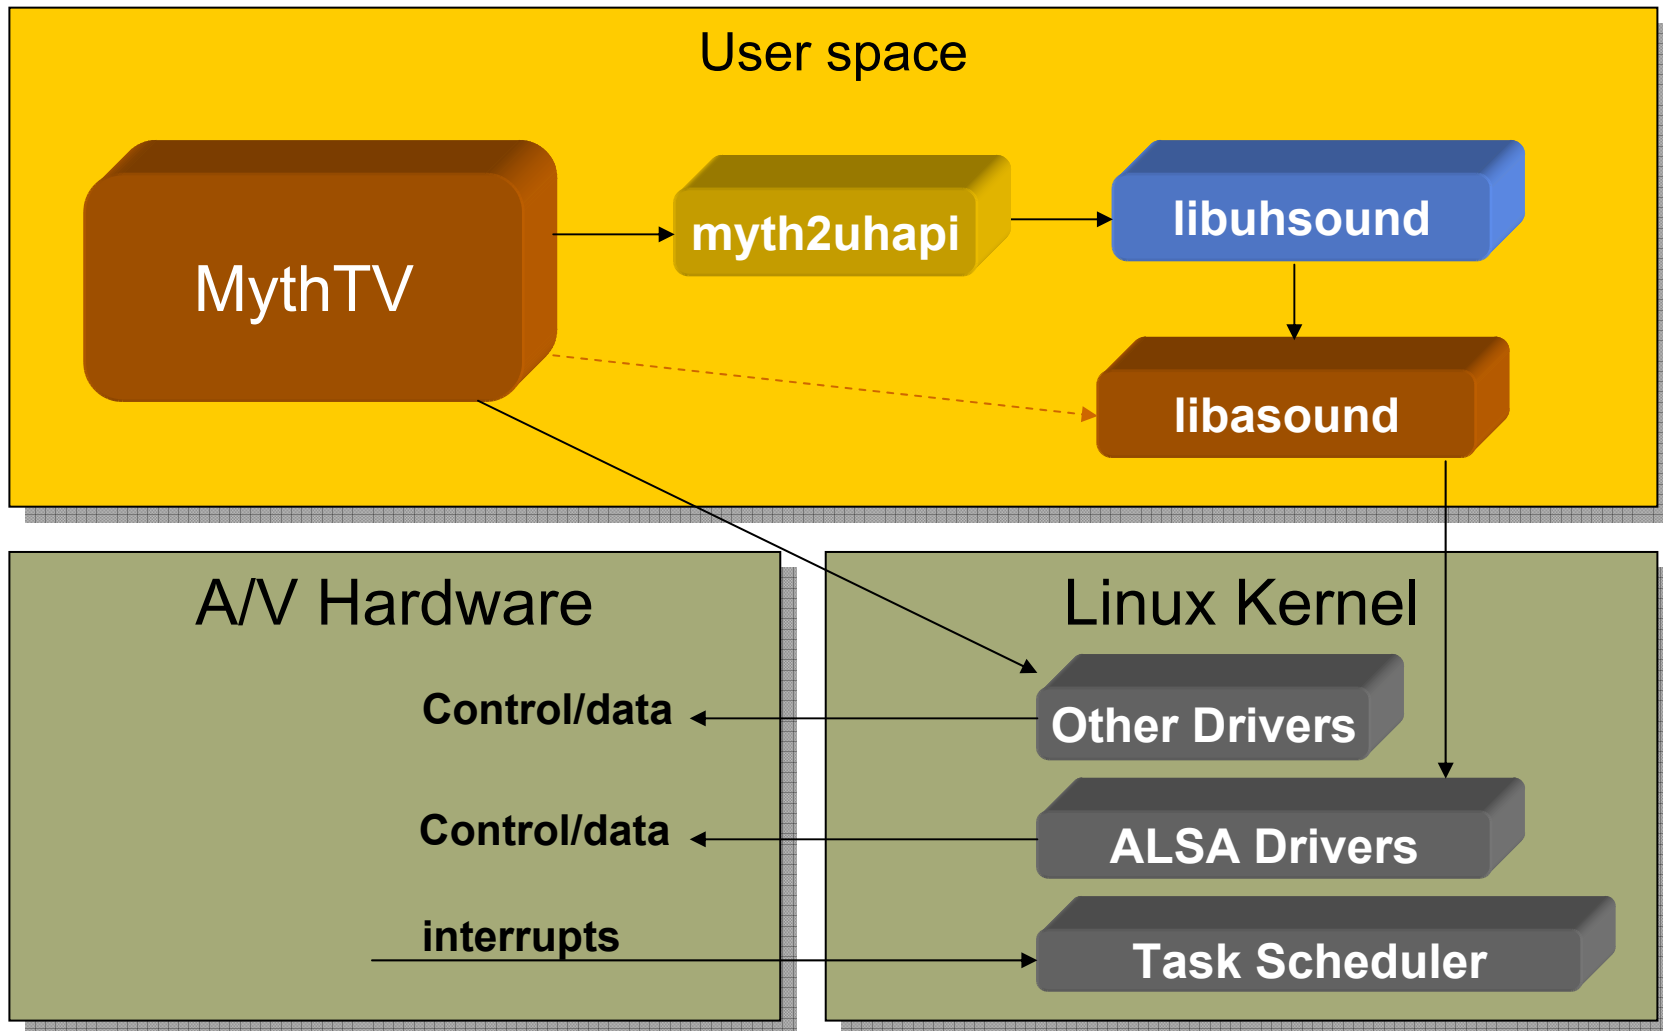 User space
MythTV
myth2uhapi
libuhsound
libasound
A/V Hardware
Control/data
Control/data
interrupts
Linux Kernel
Other Drivers
ALSA Drivers
Task Scheduler